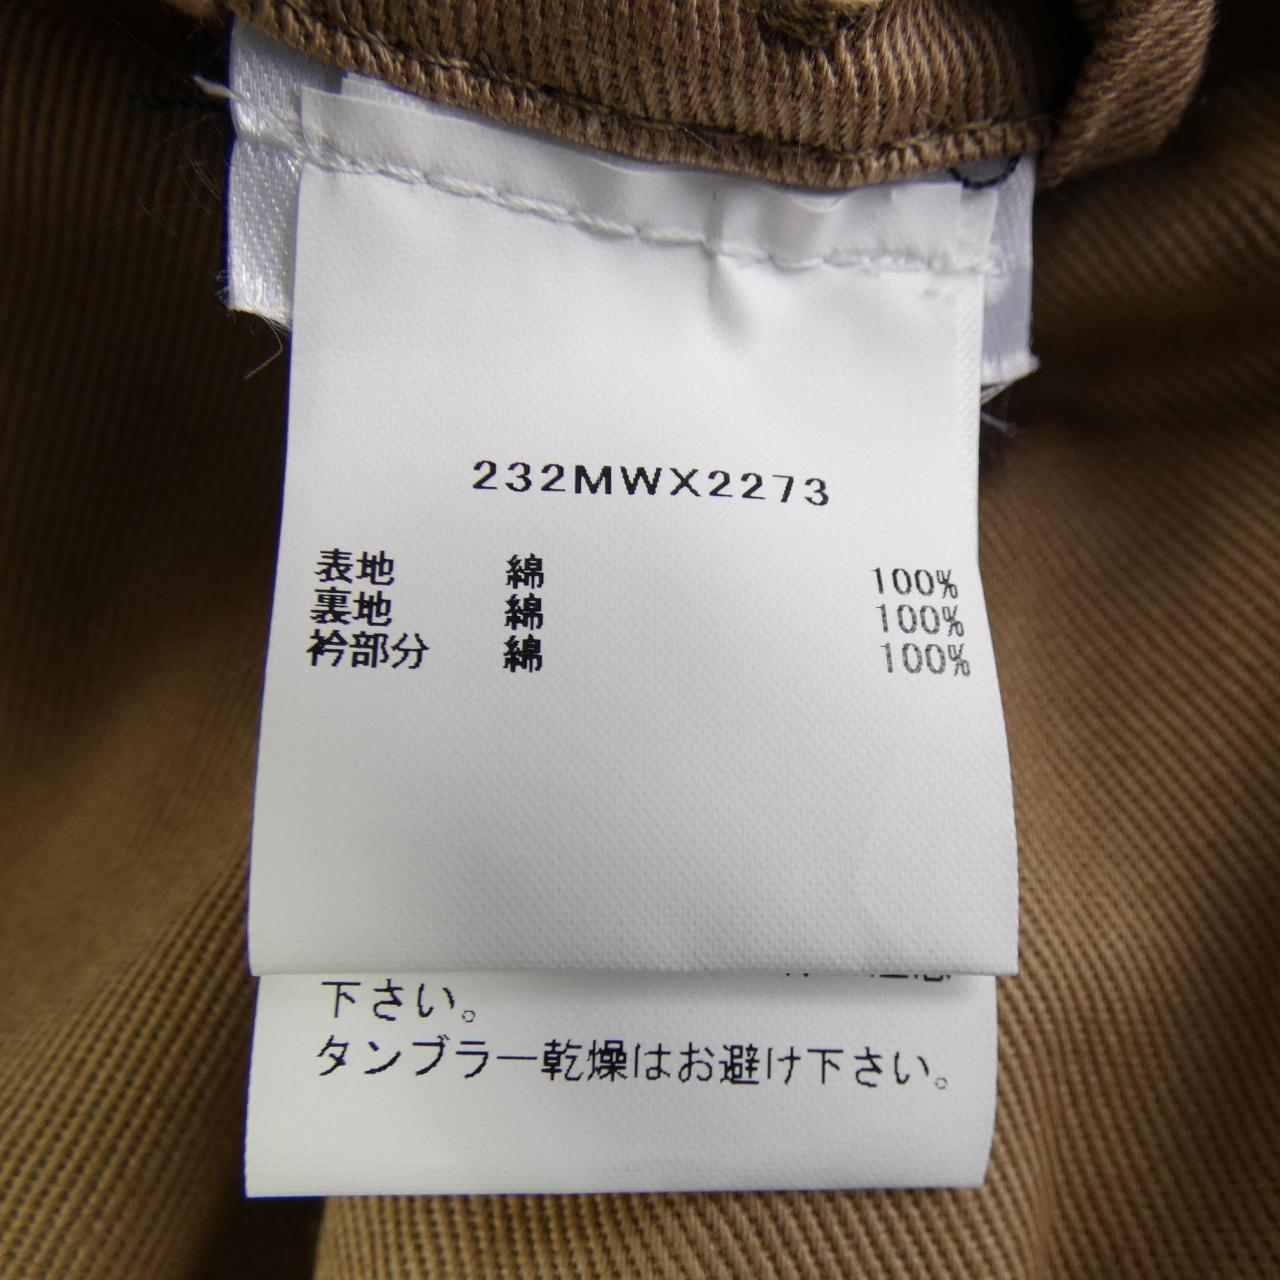 232MWX2273
表地 綿 100%
裏地 綿 100%
衿部分 綿 100%
下さい。
タンブラー乾燥はお避け下さい。